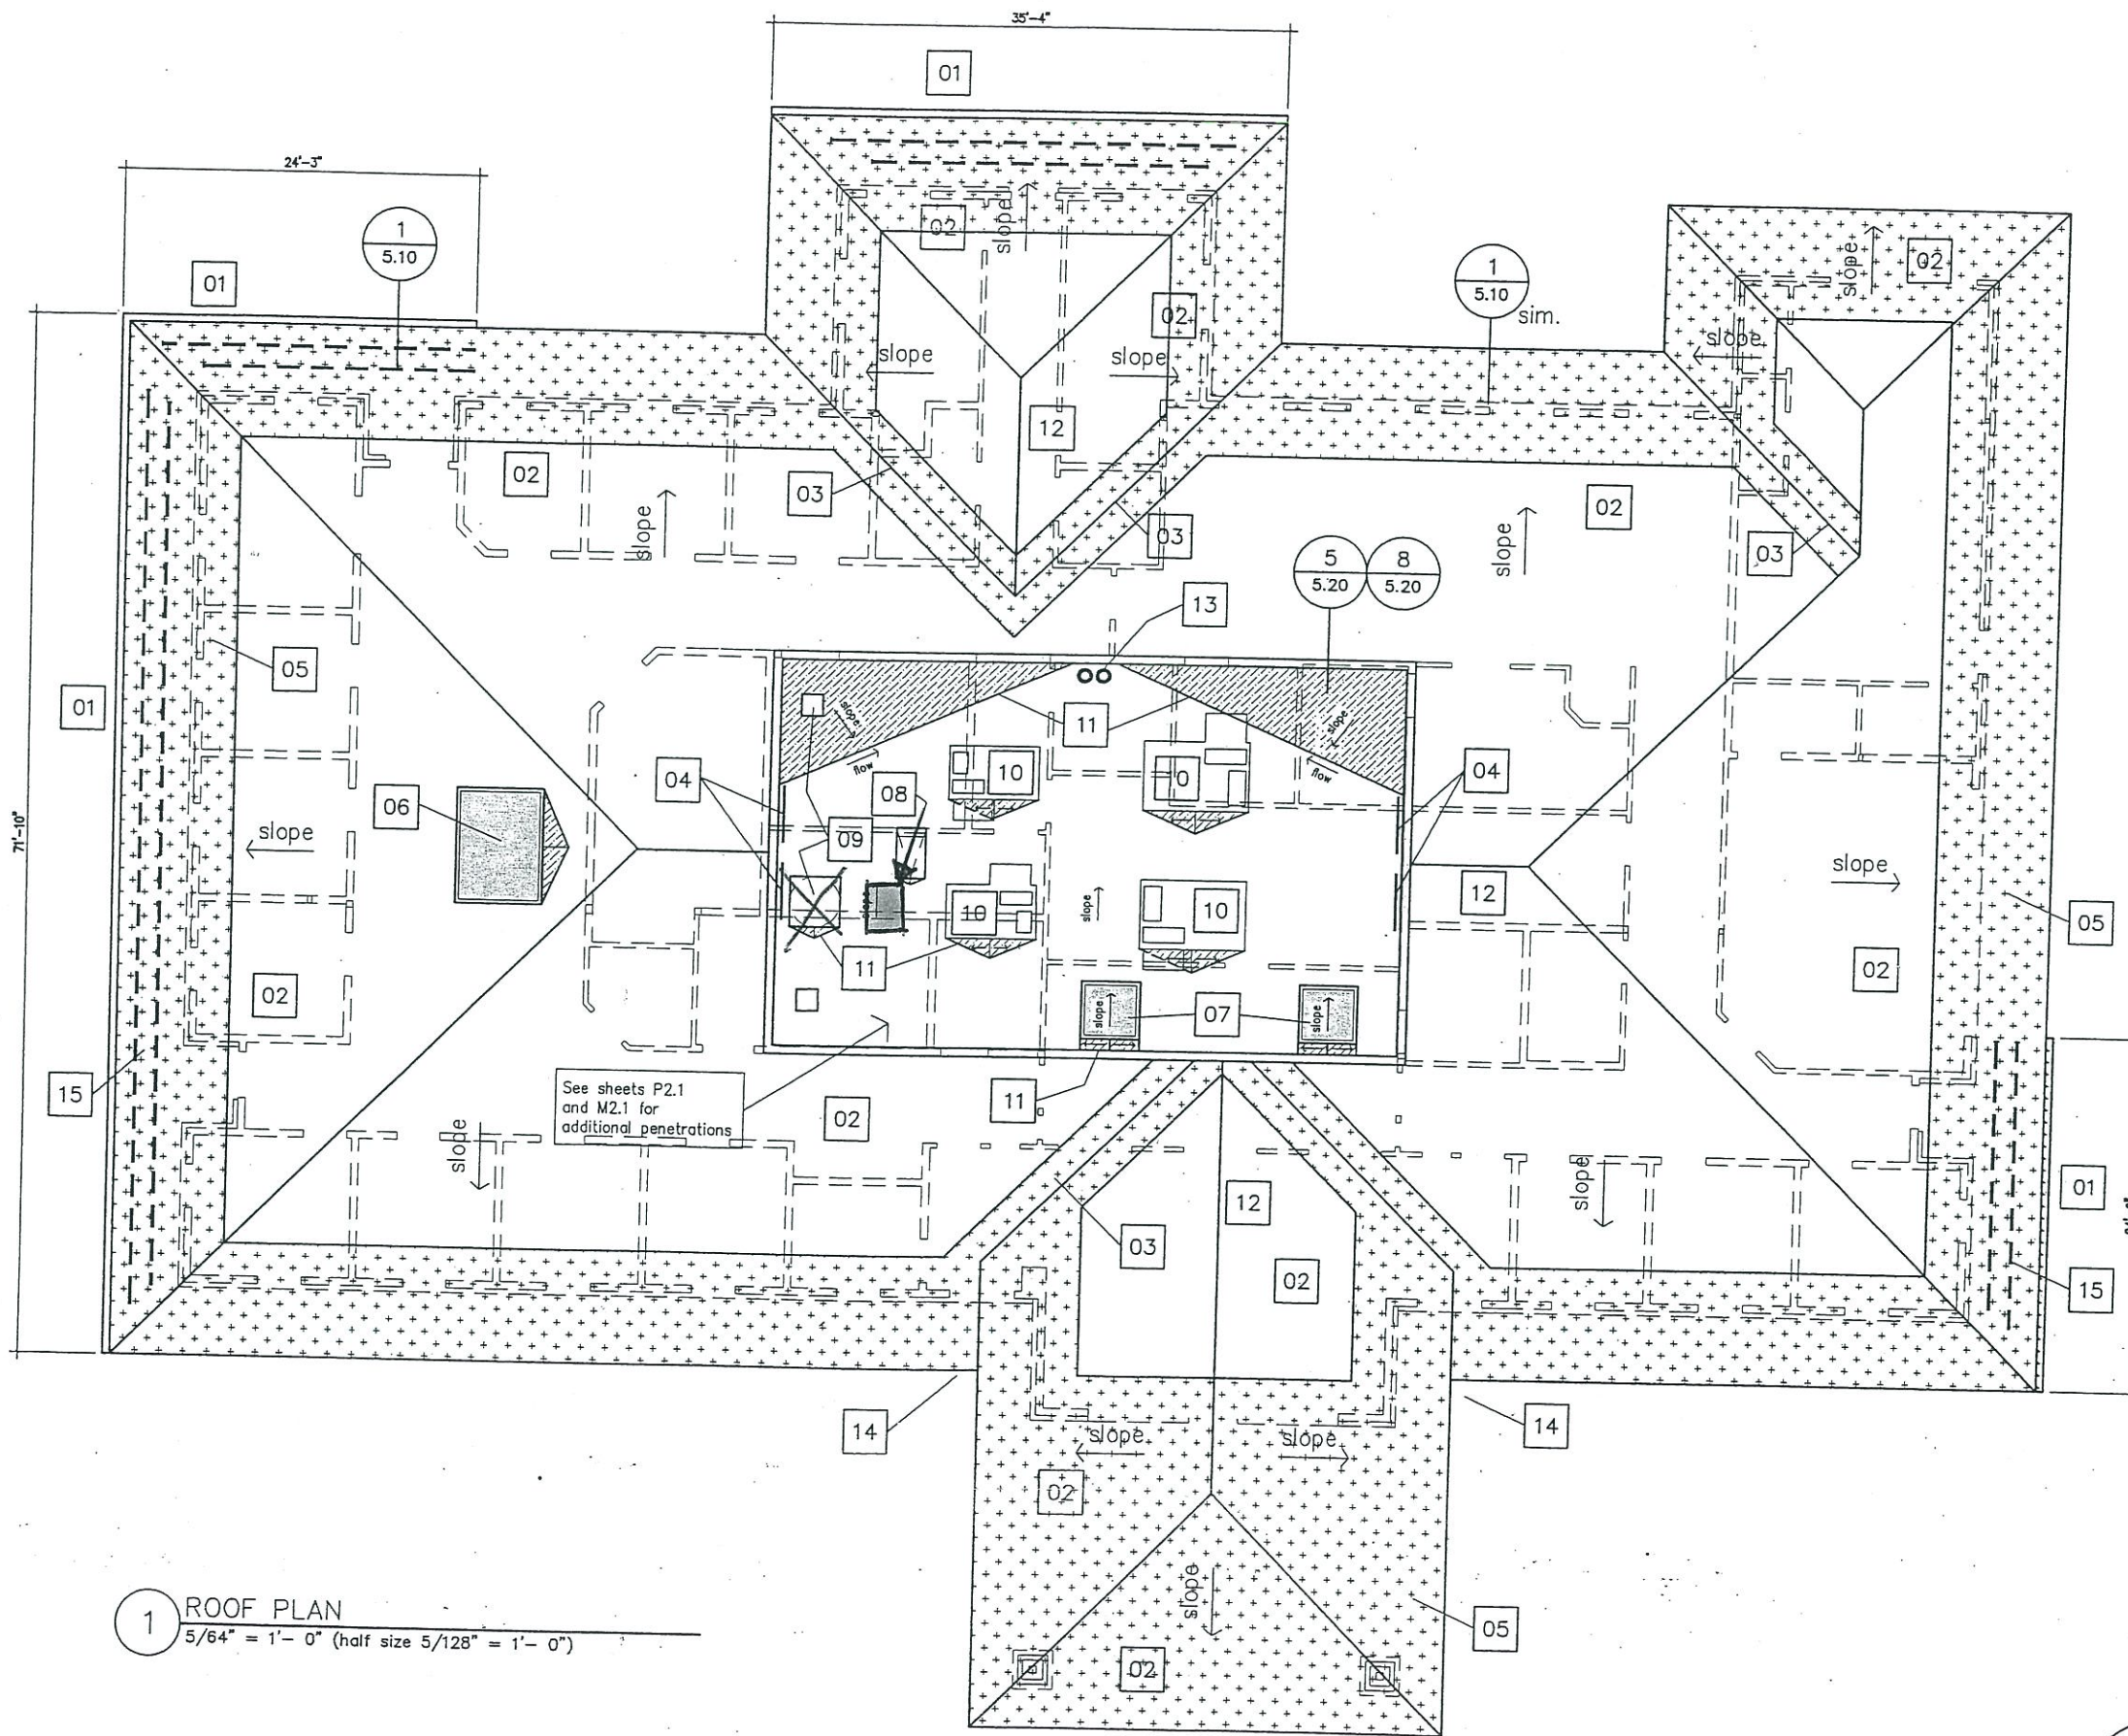 35'-4"
01
24'-3"
1
5.10
01
02
slope
02
slope
1
5.10
sim.
02
slope
slope
slope
slope
02
12
02
03
slope
03
02
slope
03
5
5.20
8
5.20
13
05
01
71'-10"
06
slope
04
slope
flow
11
slope
flow
04
08
10
09
10
10
slope
11
12
slope
05
02
02
15
slope
07
slope
11
See sheets P2.1
and M2.1 for
additional penetrations
02
slope
12
03
02
slope
01
15
14
slope
slope
14
02
slope
05
02
1
ROOF PLAN
5/64" = 1'- 0" (half size 5/128" = 1'- 0")